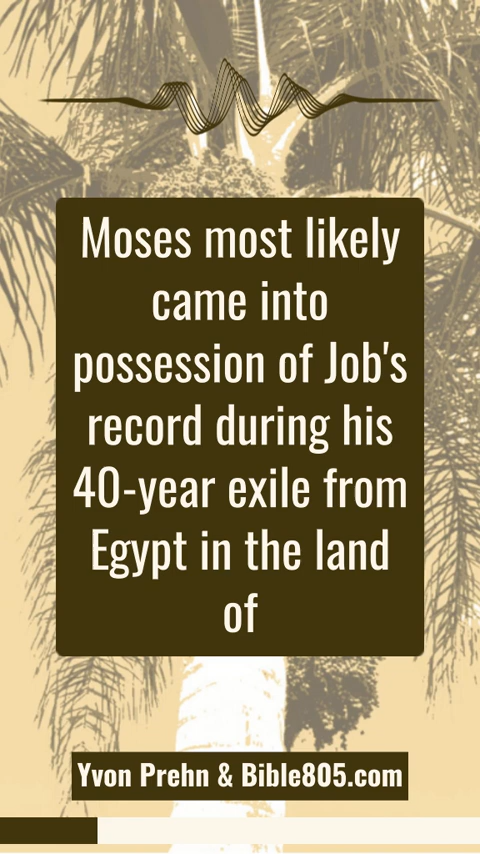 Moses most likely
came into
possession of Job's
record during his
40-year exile from
Egypt in the land
of
Yvon Prehn & Bible805.com